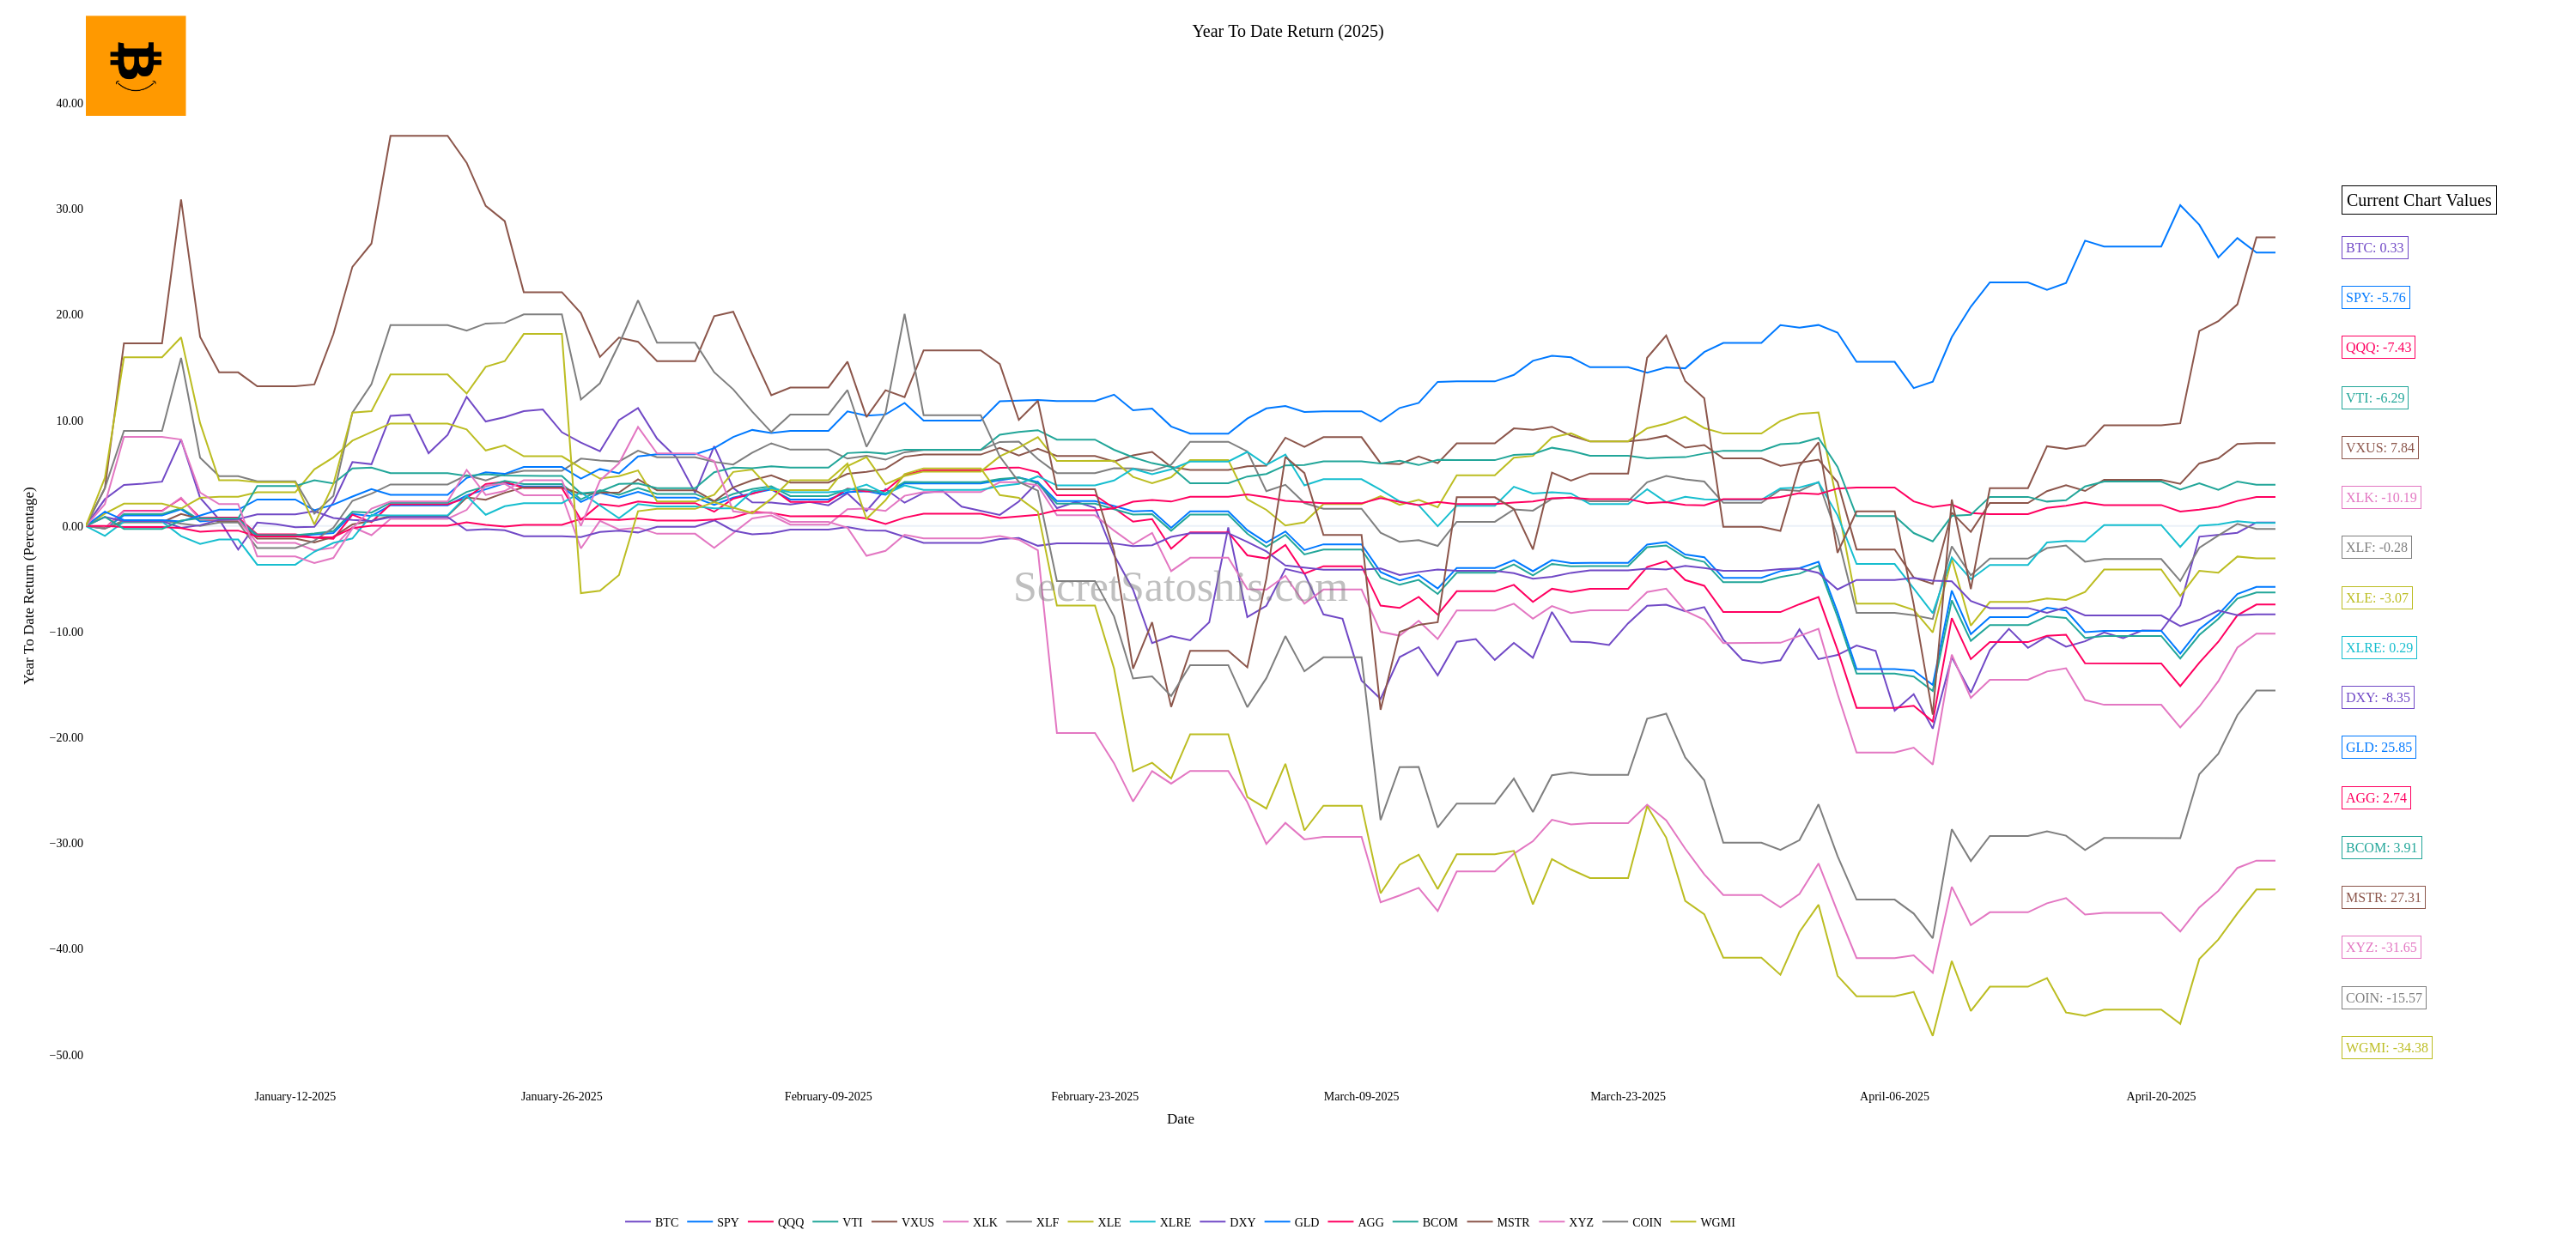 Year To Date Return (2025)
40.00
30.00
20.00
10.00
0.00
−10.00
−20.00
−30.00
−40.00
−50.00
Year To Date Return (Percentage)
SecretSatoshis.com
January-12-2025
January-26-2025
February-09-2025
February-23-2025
March-09-2025
March-23-2025
April-06-2025
April-20-2025
Date
Current Chart Values
BTC: 0.33
SPY: -5.76
QQQ: -7.43
VTI: -6.29
VXUS: 7.84
XLK: -10.19
XLF: -0.28
XLE: -3.07
XLRE: 0.29
DXY: -8.35
GLD: 25.85
AGG: 2.74
BCOM: 3.91
MSTR: 27.31
XYZ: -31.65
COIN: -15.57
WGMI: -34.38
BTC SPY QQQ VTI VXUS XLK XLF XLE XLRE DXY GLD AGG BCOM MSTR XYZ COIN WGMI